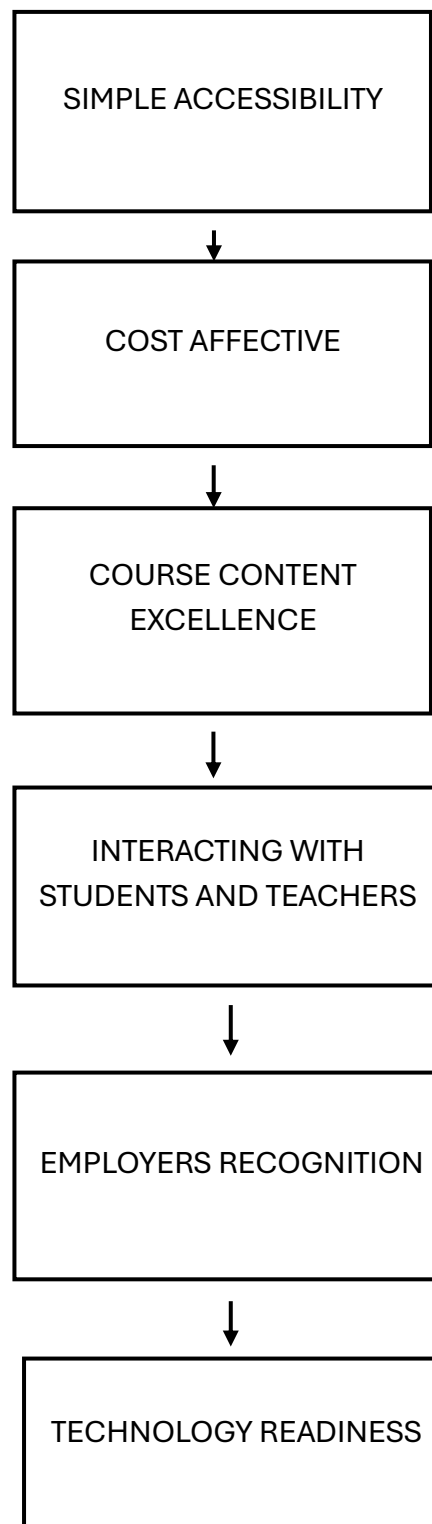 SIMPLE ACCESSIBILITY
COST AFFECTIVE
COURSE CONTENT
EXCELLENCE
INTERACTING WITH
STUDENTS AND TEACHERS
EMPLOYERS RECOGNITION
TECHNOLOGY READINESS